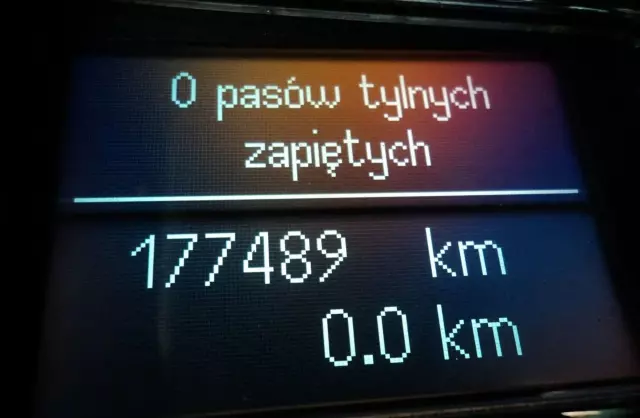 0 pasów tylnych
zapiętych
177489 km
0.0 km